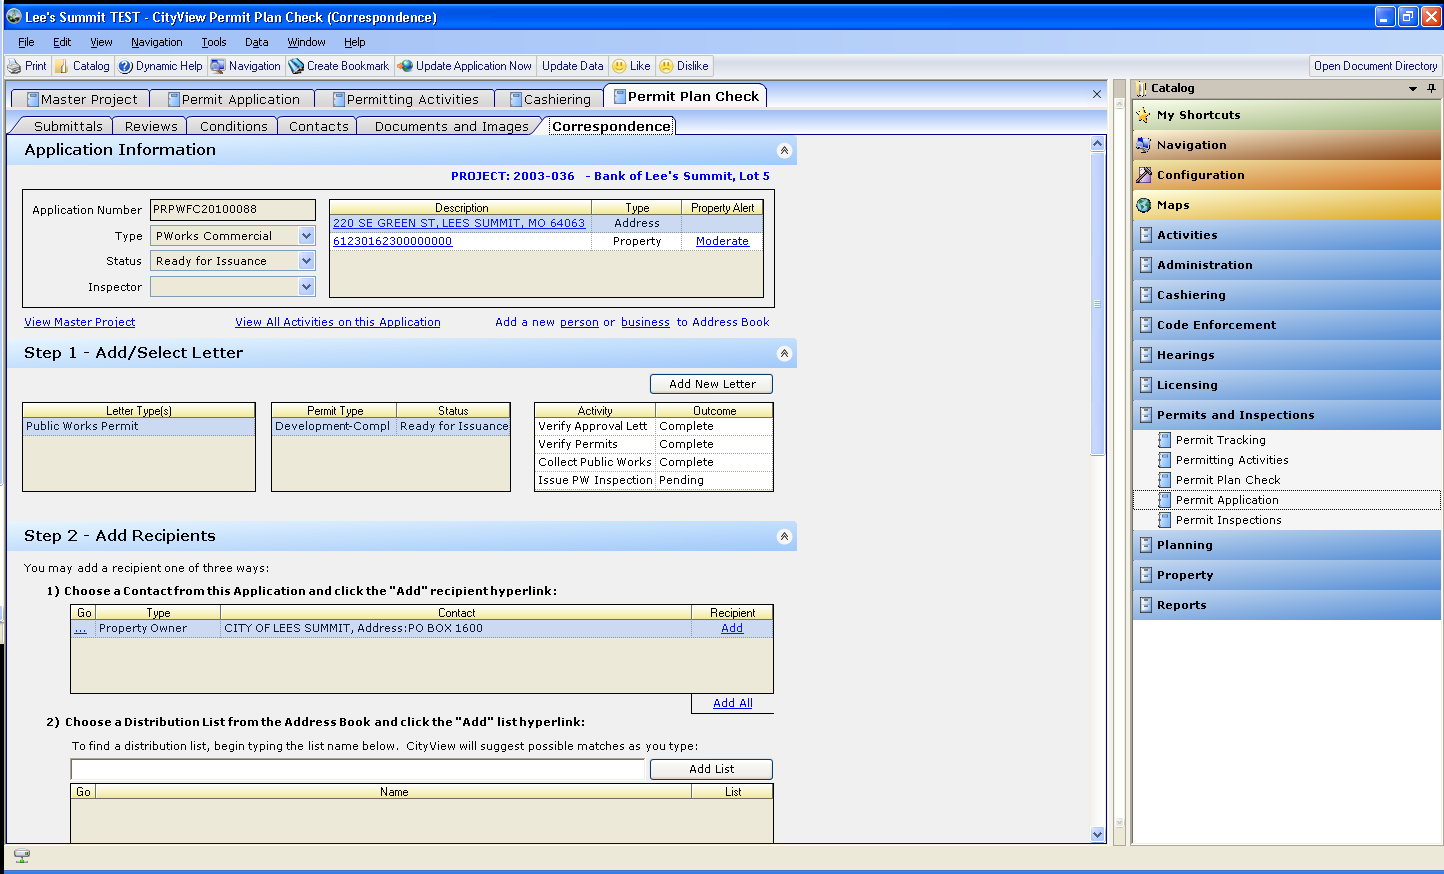 Lee's Summit TEST - CityView Permit Plan Check (Correspondence)
File Edit View Navigation Tools Data Window Help
Print Catalog Dynamic Help Navigation Create Bookmark Update Application Now Update Data Like Dislike Open Document Directory
Master Project Permit Application Permitting Activities Cashiering Permit Plan Check
Submittals Reviews Conditions Contacts Documents and Images Correspondence
Application Information
PROJECT: 2003-036 - Bank of Lee's Summit, Lot 5
Application Number PRPWFC20100088
Type PWorks Commercial
Status Ready for Issuance
Inspector
Description Type Property Alert
220 SE GREEN ST, LEES SUMMIT, MO 64063 Address
61230162300000000 Property Moderate
View Master Project View All Activities on this Application Add a new person or business to Address Book
Step 1 - Add/Select Letter
Add New Letter
Letter Type(s)
Public Works Permit
Permit Type Status
Development-Compl Ready for Issuance
Activity Outcome
Verify Approval Lett Complete
Verify Permits Complete
Collect Public Works Complete
Issue PW Inspection Pending
Step 2 - Add Recipients
You may add a recipient one of three ways:
1) Choose a Contact from this Application and click the "Add" recipient hyperlink:
Go Type Contact Recipient
... Property Owner CITY OF LEES SUMMIT, Address:PO BOX 1600 Add
Add All
2) Choose a Distribution List from the Address Book and click the "Add" list hyperlink:
To find a distribution list, begin typing the list name below. CityView will suggest possible matches as you type:
Add List
Go Name List
Catalog
My Shortcuts
Navigation
Configuration
Maps
Activities
Administration
Cashiering
Code Enforcement
Hearings
Licensing
Permits and Inspections
Permit Tracking
Permitting Activities
Permit Plan Check
Permit Application
Permit Inspections
Planning
Property
Reports